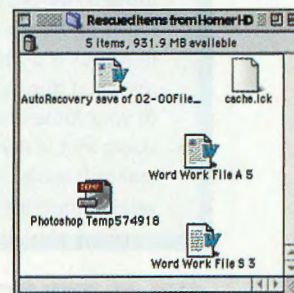 Rescued items from Homer HD
5 items, 931.9 MB available
AutoRecovery save of 02-00File...
cache.lck
Word Work File A 5
TEMP
Photoshop Temp574918
Word Work File S 3